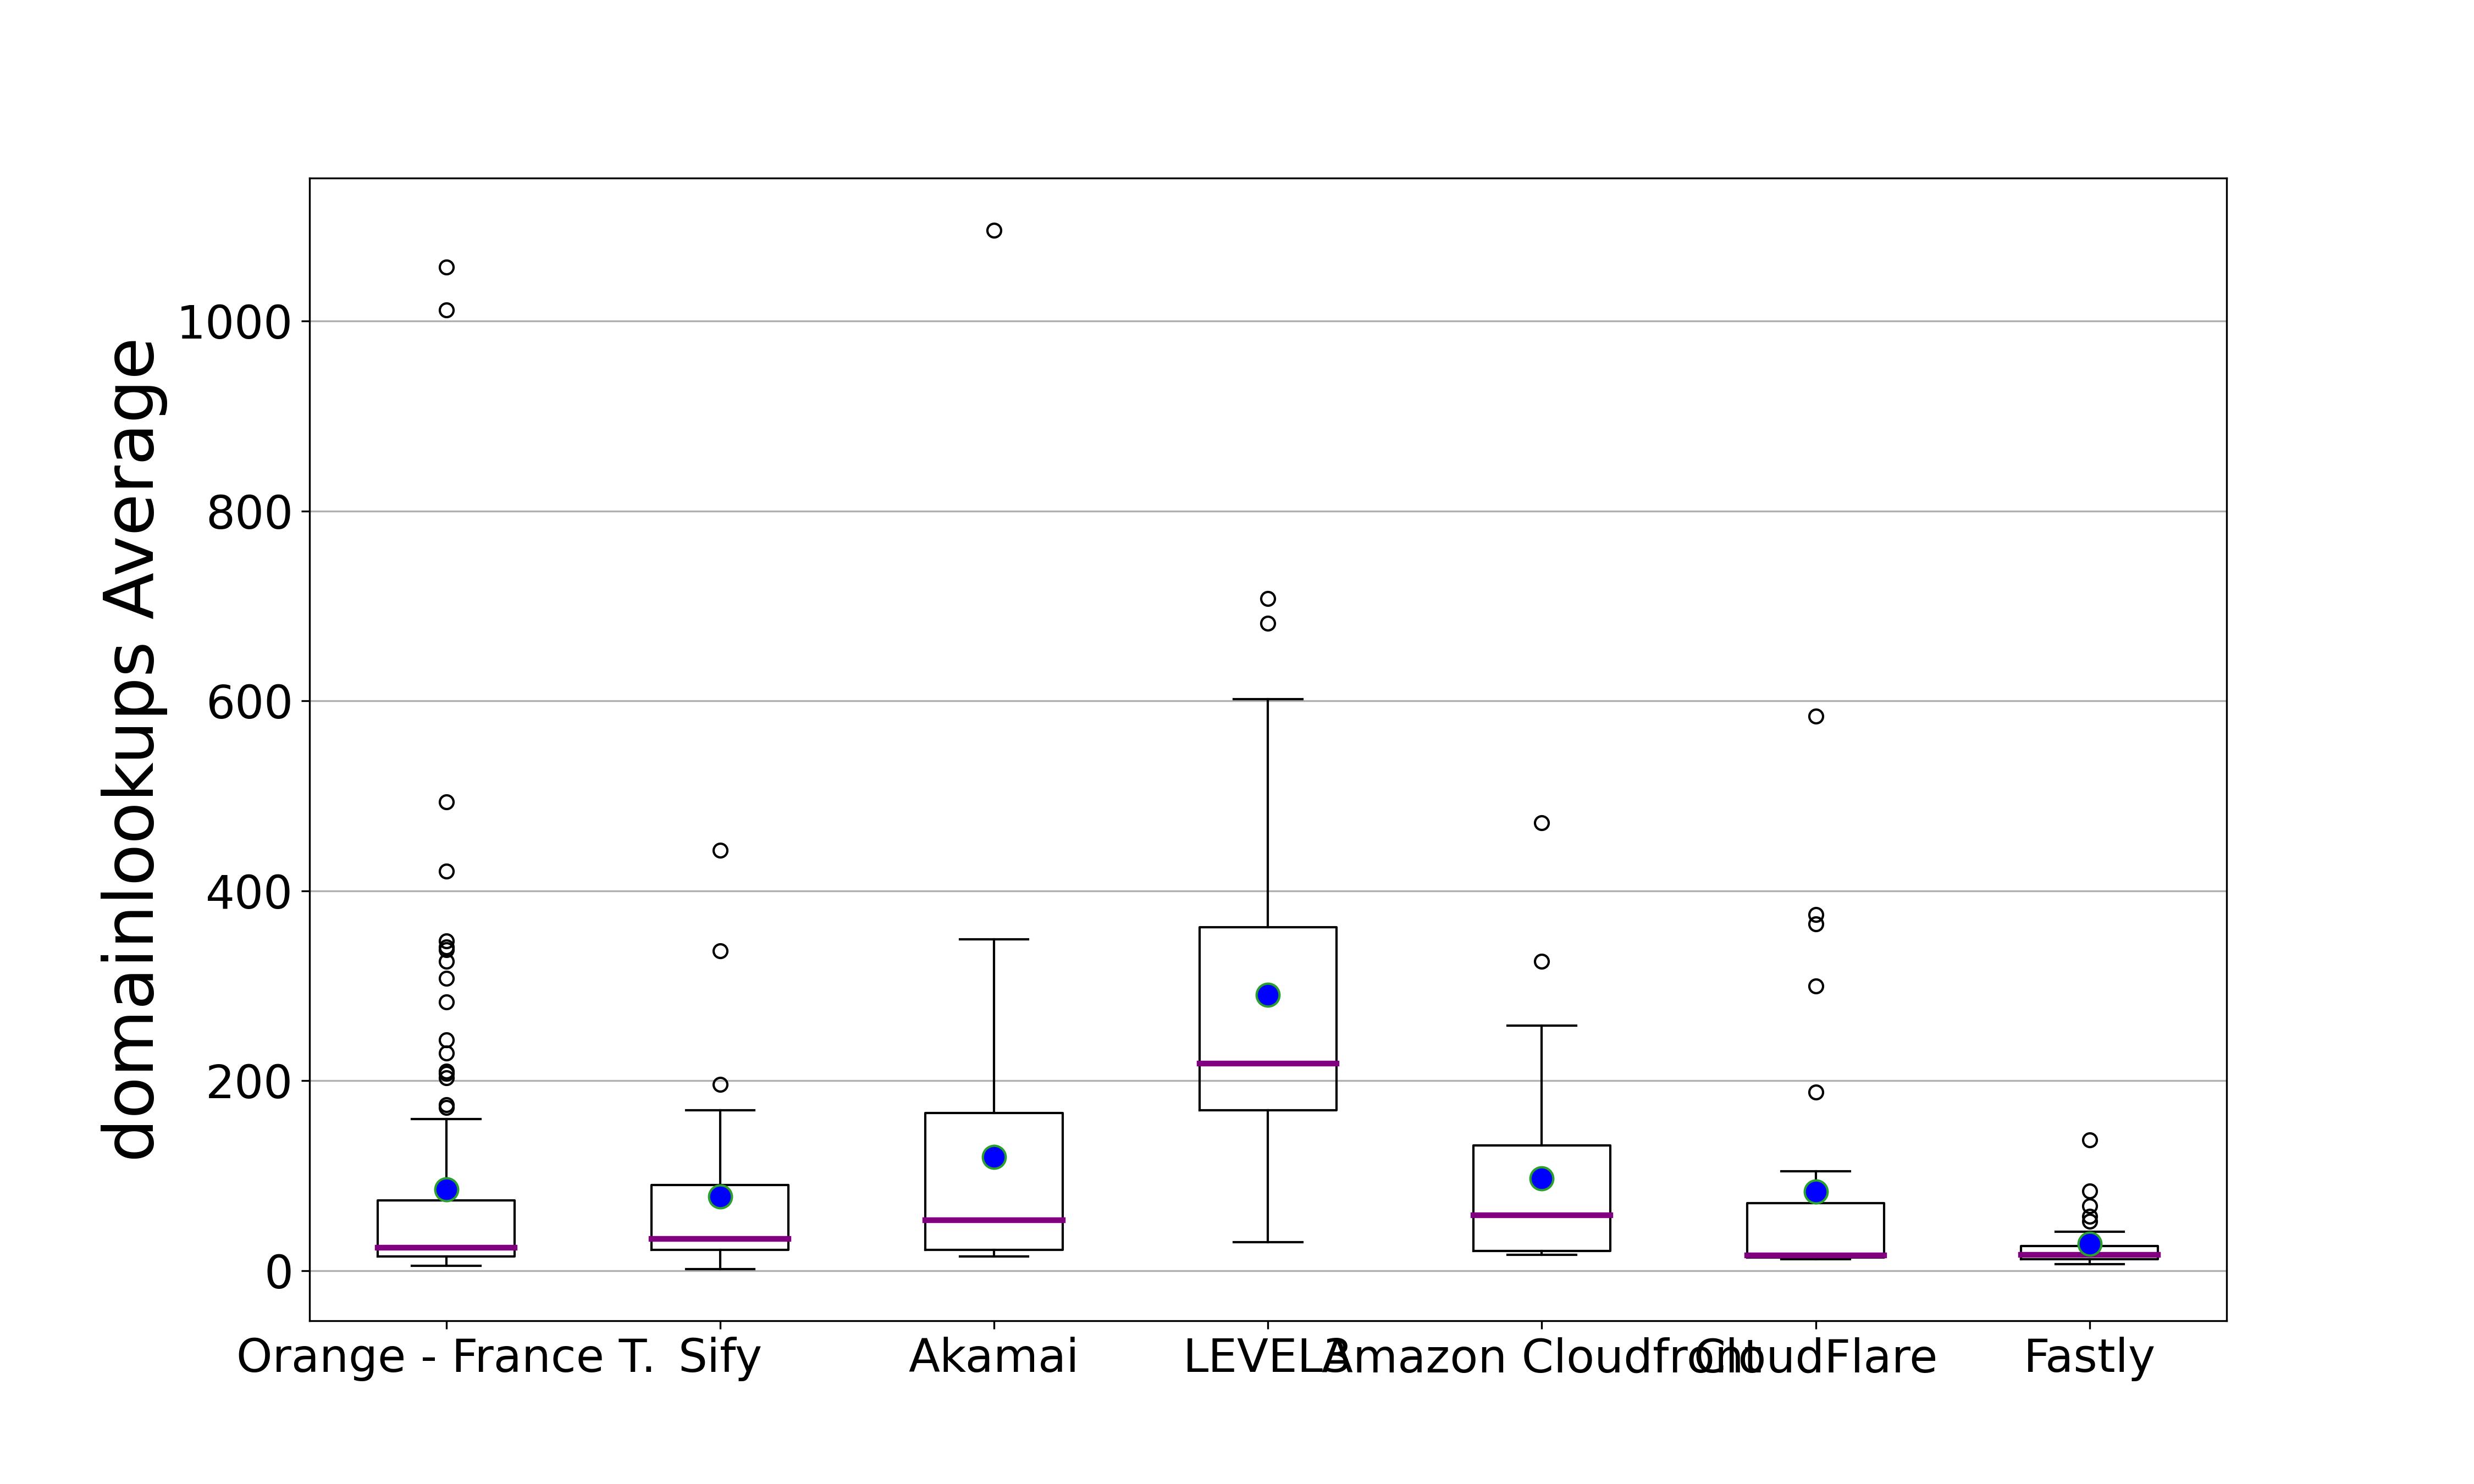 domainlookups Average
1000
800
600
400
200
0
Orange - France T.
Sify
Akamai
LEVEL3
Amazon Cloudfront
CloudFlare
Fastly